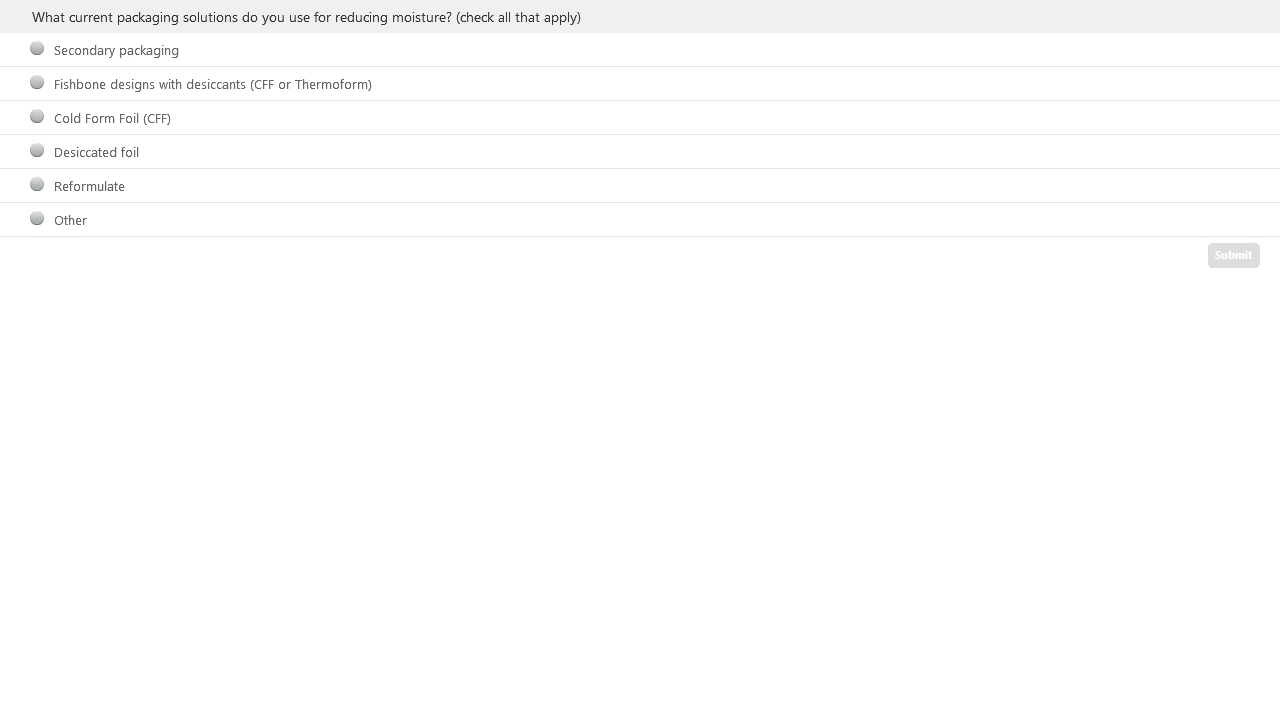 What current packaging solutions do you use for reducing moisture? (check all that apply)
Secondary packaging
Fishbone designs with desiccants (CFF or Thermoform)
Cold Form Foil (CFF)
Desiccated foil
Reformulate
Other
Submit